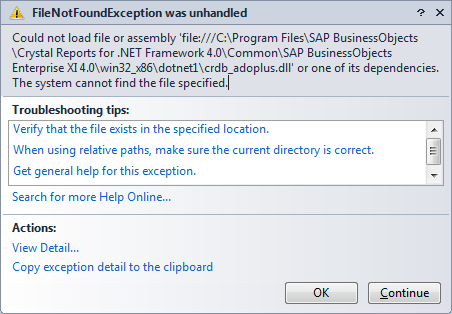 FileNotFoundException was unhandled
Could not load file or assembly 'file:///C:\Program Files\SAP BusinessObjects
\Crystal Reports for .NET Framework 4.0\Common\SAP BusinessObjects
Enterprise XI 4.0\win32_x86\dotnet1\crdb_adoplus.dll' or one of its dependencies.
The system cannot find the file specified.
Troubleshooting tips:
Verify that the file exists in the specified location.
When using relative paths, make sure the current directory is correct.
Get general help for this exception.
Search for more Help Online...
Actions:
View Detail...
Copy exception detail to the clipboard
OK
Continue